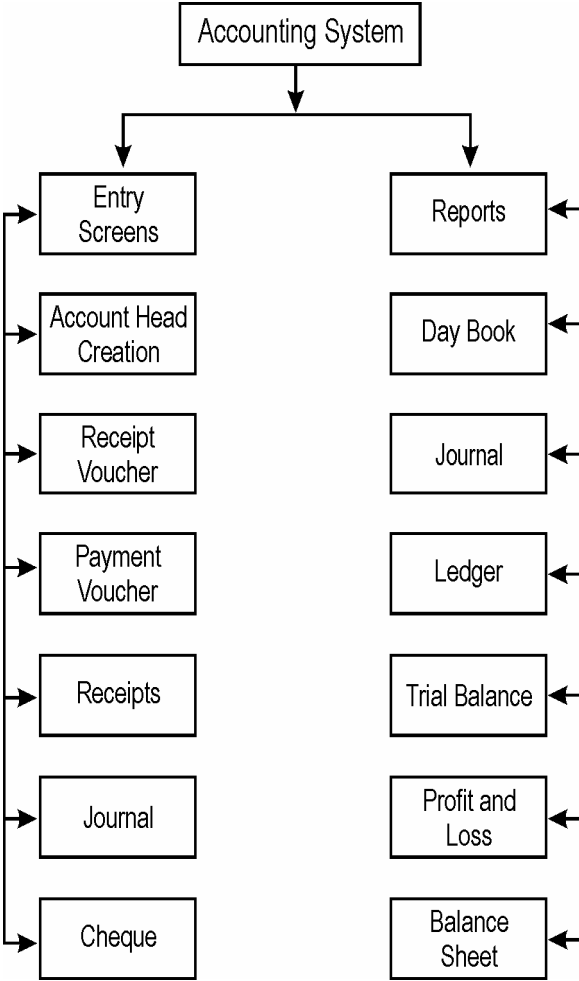 Accounting System
Entry
Screens
Reports
Account Head
Creation
Day Book
Receipt
Voucher
Journal
Payment
Voucher
Ledger
Receipts
Trial Balance
Journal
Profit and
Loss
Cheque
Balance
Sheet